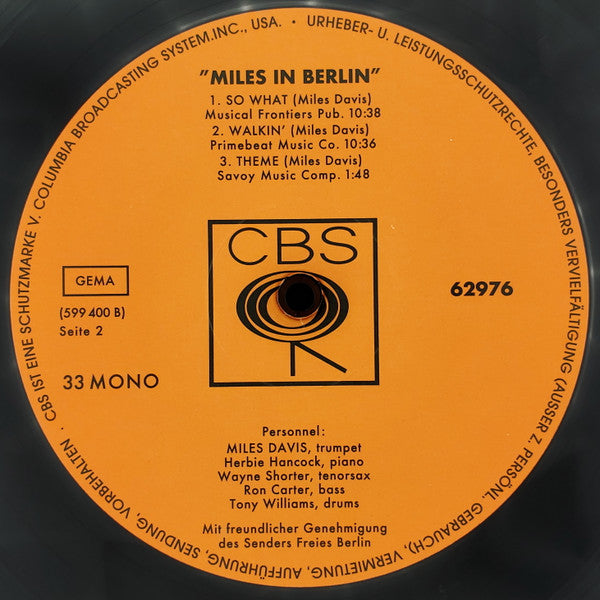 "MILES IN BERLIN"
1. SO WHAT (Miles Davis)
Musical Frontiers Pub. 10:38
2. WALKIN' (Miles Davis)
Primebeat Music Co. 10:36
3. THEME (Miles Davis)
Savoy Music Comp. 1:48
CBS
GEMA
(599 400 B)
Seite 2
33 MONO
62976
Personnel:
MILES DAVIS, trumpet
Herbie Hancock, piano
Wayne Shorter, tenorsax
Ron Carter, bass
Tony Williams, drums
Mit freundlicher Genehmigung
des Senders Freies Berlin
CBS IST EINE SCHUTZMARKE V. COLUMBIA BROADCASTING SYSTEM.INC., USA. · URHEBER- U. LEISTUNGSSCHUTZRECHTE, BESONDERS VERVIELFÄLTIGUNG (AUSSER Z. PERSÖNL. GEBRAUCH), VERMIETUNG, AUFFÜHRUNG, SENDUNG, VORBEHALTEN ·